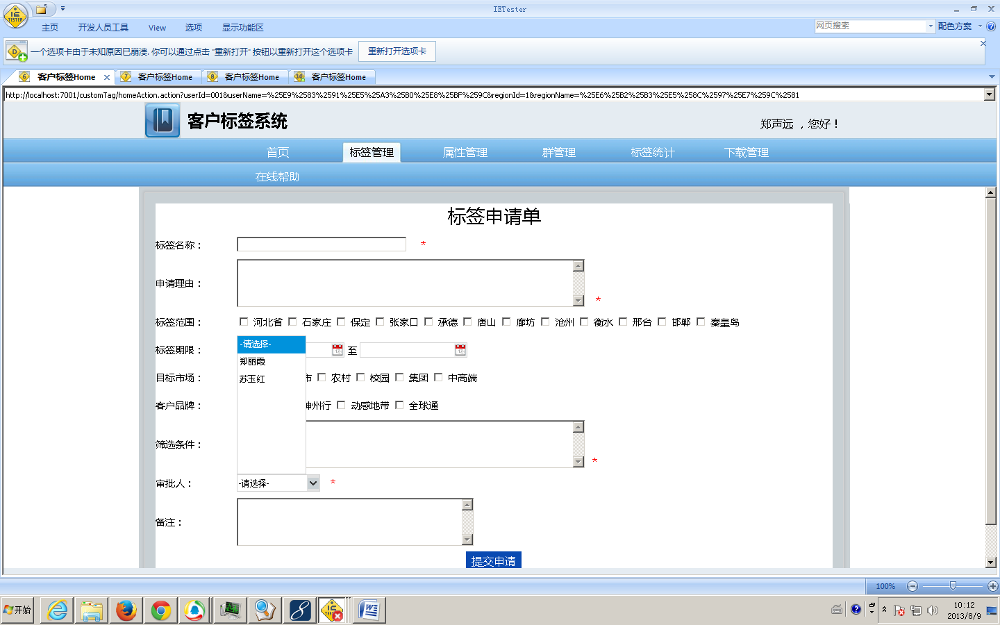 IETester
主页 开发人员工具 View 选项 显示功能区 网页搜索 配色方案
一个选项卡由于未知原因已崩溃, 你可以通过点击 “重新打开” 按钮以重新打开这个选项卡 重新打开选项卡
6 客户标签Home 7 客户标签Home 8 客户标签Home 10 客户标签Home
http://localhost:7001/customTag/homeAction.action?userId=001&userName=%25E9%2583%2591%25E5%25A3%25B0%25E8%25BF%259C&regionId=1&regionName=%25E6%25B2%25B3%25E5%258C%2597%25E7%259C%2581
客户标签系统 郑声远 ，您好！
首页 标签管理 属性管理 群管理 标签统计 下载管理
在线帮助
标签申请单
标签名称： *
申请理由： *
标签范围： 河北省 石家庄 保定 张家口 承德 唐山 廊坊 沧州 衡水 邢台 邯郸 秦皇岛
-请选择-
标签期限： 至
郑丽霞
苏玉红
目标市场： 市 农村 校园 集团 中高端
客户品牌： 神州行 动感地带 全球通
筛选条件： *
审批人： -请选择- *
备注：
提交申请
100%
开始
10:12
2013/8/9